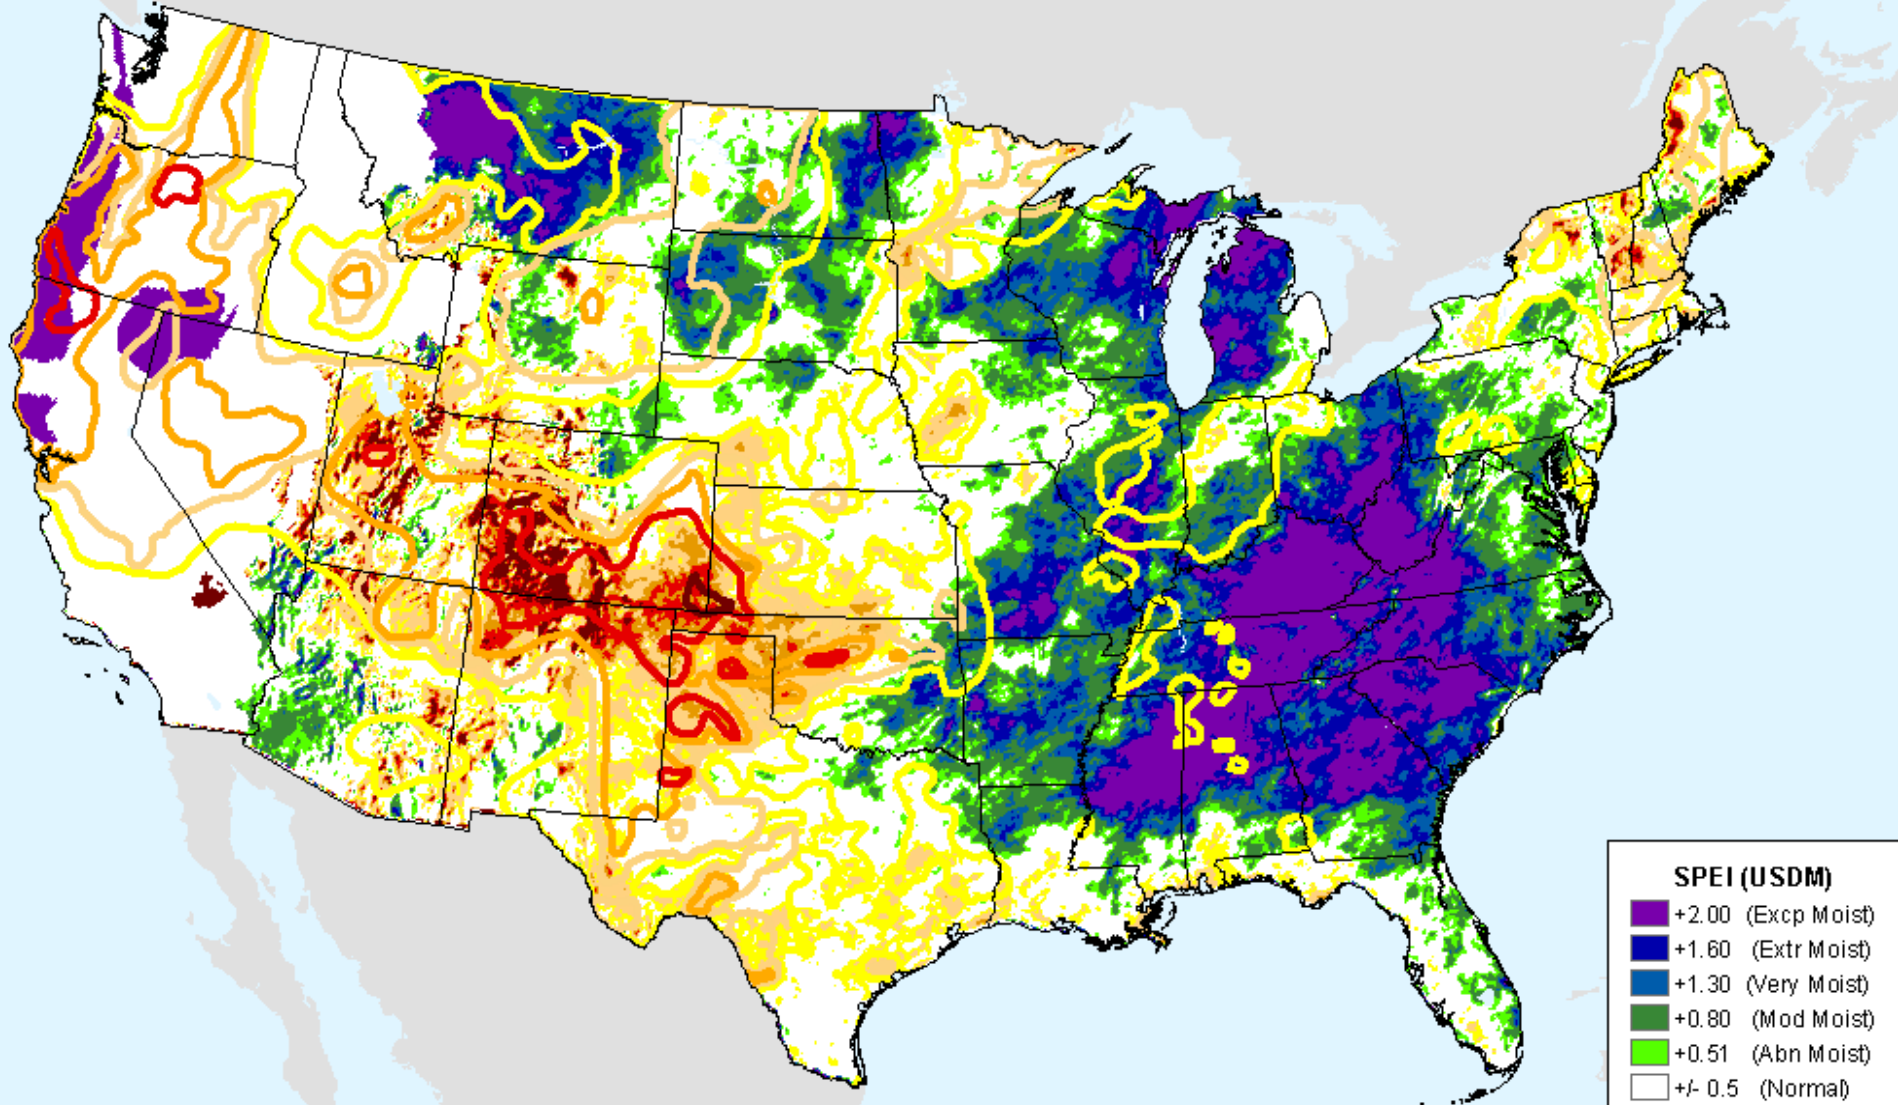 SPEI (USDM)
+2.00 (Excp Moist)
+1.60 (Extr Moist)
+1.30 (Very Moist)
+0.80 (Mod Moist)
+0.51 (Abn Moist)
+/- 0.5 (Normal)